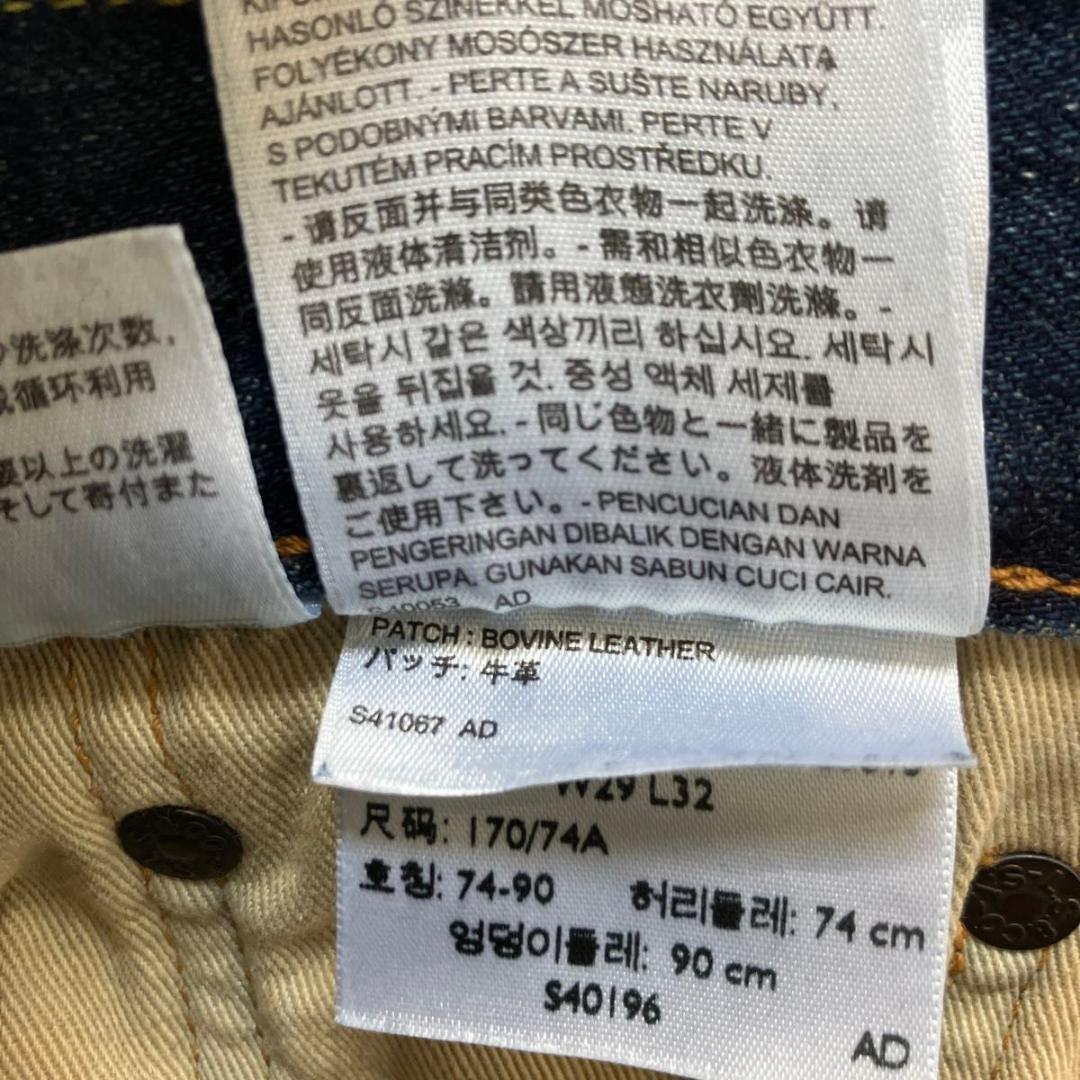 HASONLÓ SZÍNEKKEL MOSHATÓ EGYÜTT.
FOLYÉKONY MOSÓSZER HASZNÁLATA
AJÁNLOTT. - PERTE A SUŠTE NARUBY,
S PODOBNÝMI BARVAMI. PERTE V
TEKUTÉM PRACÍM PROSTŘEDKU.
- 请反面并与同类色衣物一起洗涤。请
使用液体清洁剂。- 需和相似色衣物一
同反面洗滌。請用液態洗衣劑洗滌。-
세탁시 같은 색상끼리 하십시요. 세탁시
옷을 뒤집을 것. 중성 액체 세제를
사용하세요. - 同じ色物と一緒に製品を
裏返して洗ってください。液体洗剤を
ご使用下さい。- PENCUCIAN DAN
PENGERINGAN DIBALIK DENGAN WARNA
SERUPA. GUNAKAN SABUN CUCI CAIR.
S40053 AD
洗涤次数,
循环利用
以上の洗濯
そして寄付また
PATCH : BOVINE LEATHER
パッチ: 牛革
S41067 AD
W29 L32
尺码: 170/74A
호칭: 74-90 허리둘레: 74 cm
엉덩이둘레: 90 cm
S40196
AD